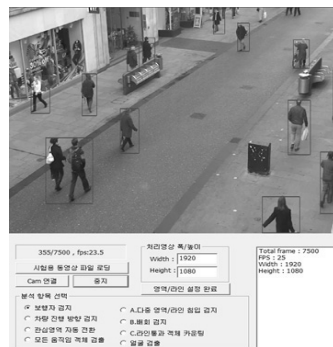 355/7500 , fps:23.5
시험용 동영상 파일 로딩
Cam 연결
중지
처리영상 폭/높이
Width : 1920
Height : 1080
영역/라인 설정 완료
Total frame : 7500
FPS : 25
Width : 1920
Height : 1080
분석 항목 선택
보행자 검지
차량 진행 방향 검지
관심영역 자동 전환
모든 움직임 객체 검출
A.다중 영역/라인 침입 검지
B.배회 검지
C.라인통과 객체 카운팅
얼굴 검출